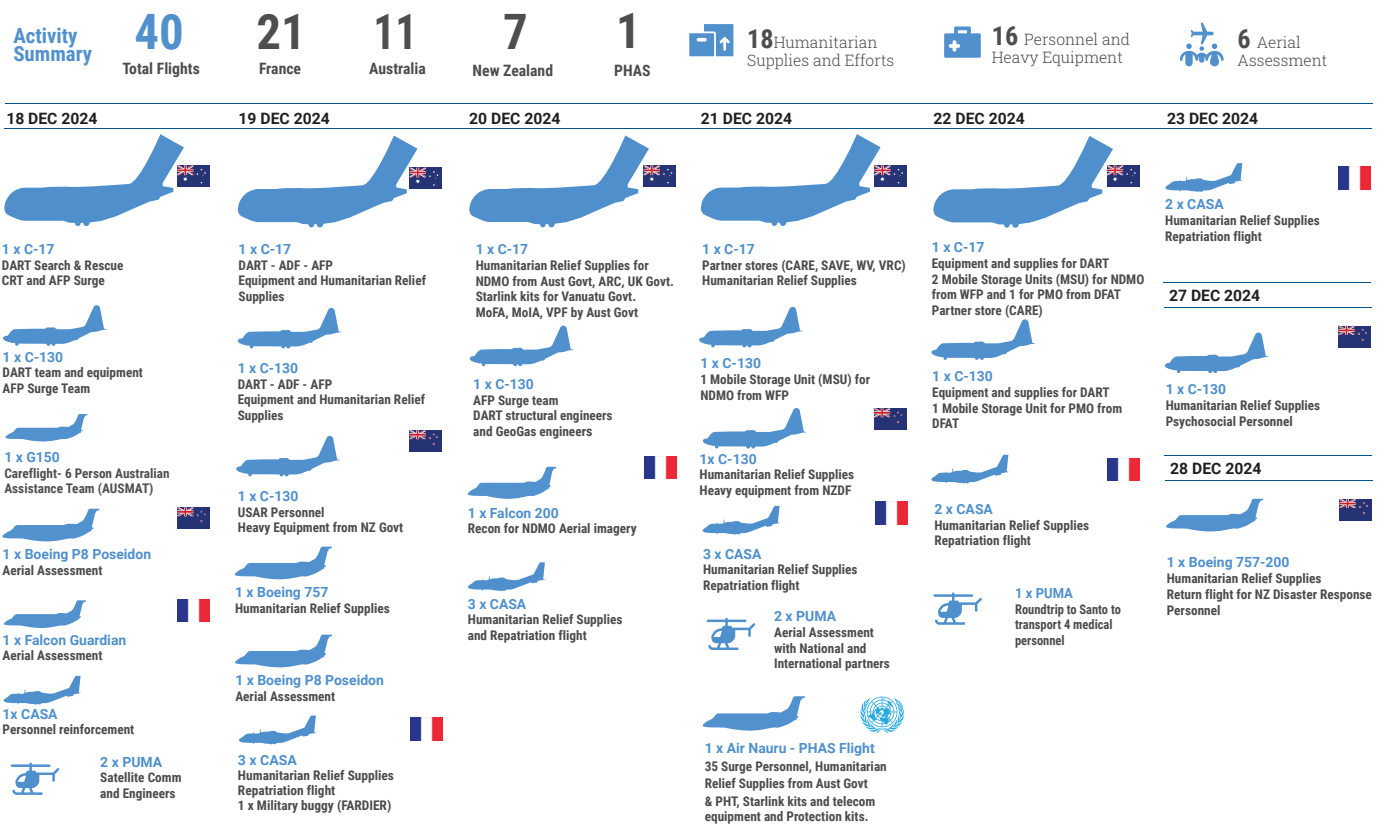 Activity
Summary
40
Total Flights
21
France
11
Australia
7
New Zealand
1
PHAS
18Humanitarian
Supplies and Efforts
16 Personnel and
Heavy Equipment
6 Aerial
Assessment
18 DEC 2024
1 x C-17
DART Search & Rescue
CRT and AFP Surge
1 x C-130
DART team and equipment
AFP Surge Team
1 x G150
Careflight- 6 Person Australian
Assistance Team (AUSMAT)
1 x Boeing P8 Poseidon
Aerial Assessment
1 x Falcon Guardian
Aerial Assessment
1x CASA
Personnel reinforcement
2 x PUMA
Satellite Comm
and Engineers
19 DEC 2024
1 x C-17
DART - ADF - AFP
Equipment and Humanitarian Relief
Supplies
1 x C-130
DART - ADF - AFP
Equipment and Humanitarian Relief
Supplies
1 x C-130
USAR Personnel
Heavy Equipment from NZ Govt
1 x Boeing 757
Humanitarian Relief Supplies
1 x Boeing P8 Poseidon
Aerial Assessment
3 x CASA
Humanitarian Relief Supplies
Repatriation flight
1 x Military buggy (FARDIER)
20 DEC 2024
1 x C-17
Humanitarian Relief Supplies for
NDMO from Aust Govt, ARC, UK Govt.
Starlink kits for Vanuatu Govt.
MoFA, MoIA, VPF by Aust Govt
1 x C-130
AFP Surge team
DART structural engineers
and GeoGas engineers
1 x Falcon 200
Recon for NDMO Aerial imagery
3 x CASA
Humanitarian Relief Supplies
and Repatriation flight
21 DEC 2024
1 x C-17
Partner stores (CARE, SAVE, WV, VRC)
Humanitarian Relief Supplies
1 x C-130
1 Mobile Storage Unit (MSU) for
NDMO from WFP
1x C-130
Humanitarian Relief Supplies
Heavy equipment from NZDF
3 x CASA
Humanitarian Relief Supplies
Repatriation flight
2 x PUMA
Aerial Assessment
with National and
International partners
1 x Air Nauru - PHAS Flight
35 Surge Personnel, Humanitarian
Relief Supplies from Aust Govt
& PHT, Starlink kits and telecom
equipment and Protection kits.
22 DEC 2024
1 x C-17
Equipment and supplies for DART
2 Mobile Storage Units (MSU) for NDMO
from WFP and 1 for PMO from DFAT
Partner store (CARE)
1 x C-130
Equipment and supplies for DART
1 Mobile Storage Unit for PMO from
DFAT
2 x CASA
Humanitarian Relief Supplies
Repatriation flight
1 x PUMA
Roundtrip to Santo to
transport 4 medical
personnel
23 DEC 2024
2 x CASA
Humanitarian Relief Supplies
Repatriation flight
27 DEC 2024
1 x C-130
Humanitarian Relief Supplies
Psychosocial Personnel
28 DEC 2024
1 x Boeing 757-200
Humanitarian Relief Supplies
Return flight for NZ Disaster Response
Personnel